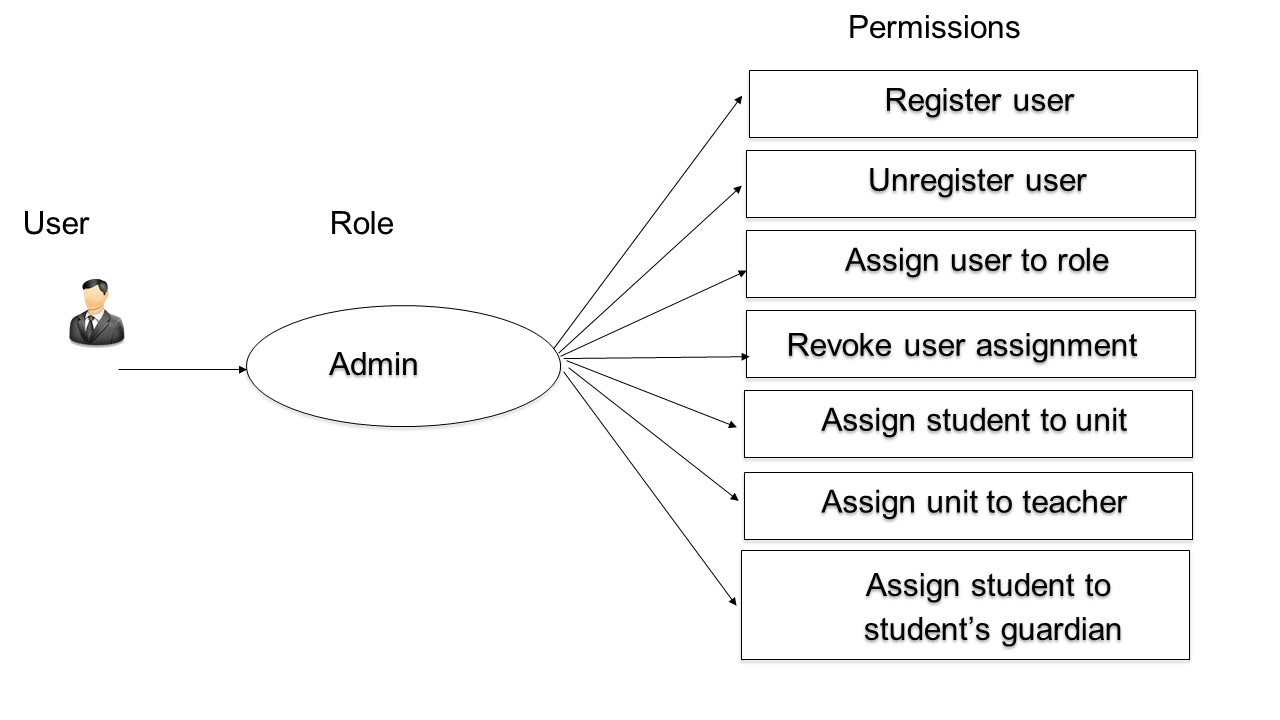 Permissions
Register user
Unregister user
User
Role
Assign user to role
Admin
Revoke user assignment
Assign student to unit
Assign unit to teacher
Assign student to
student’s guardian